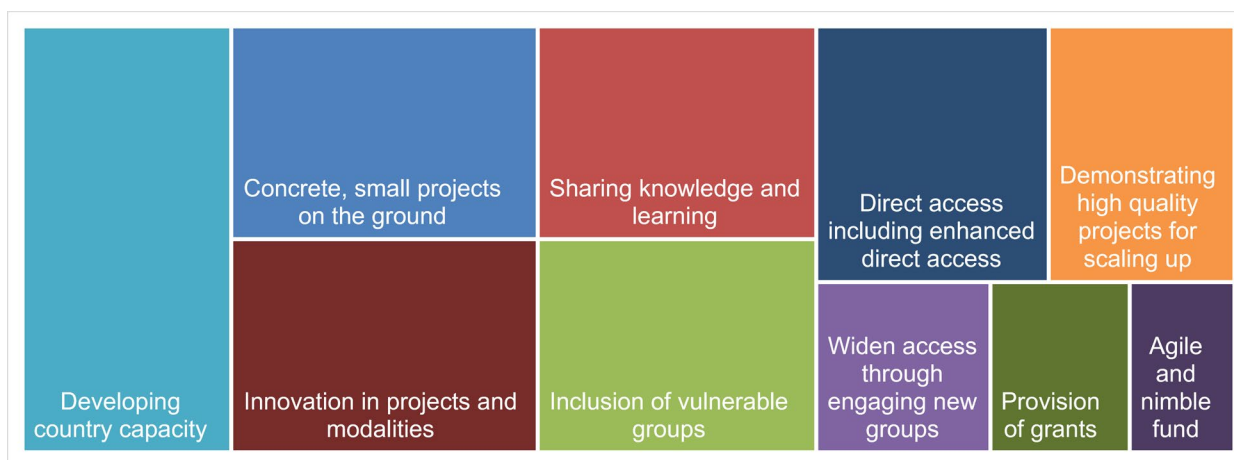 Developing
country capacity
Concrete, small projects
on the ground
Innovation in projects and
modalities
Sharing knowledge and
learning
Inclusion of vulnerable
groups
Direct access
including enhanced
direct access
Demonstrating
high quality
projects for
scaling up
Widen access
through
engaging new
groups
Provision
of grants
Agile
and
nimble
fund